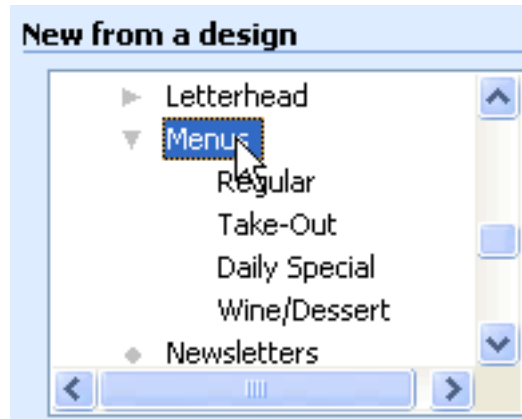 New from a design
Letterhead
Menus
Regular
Take-Out
Daily Special
Wine/Dessert
Newsletters